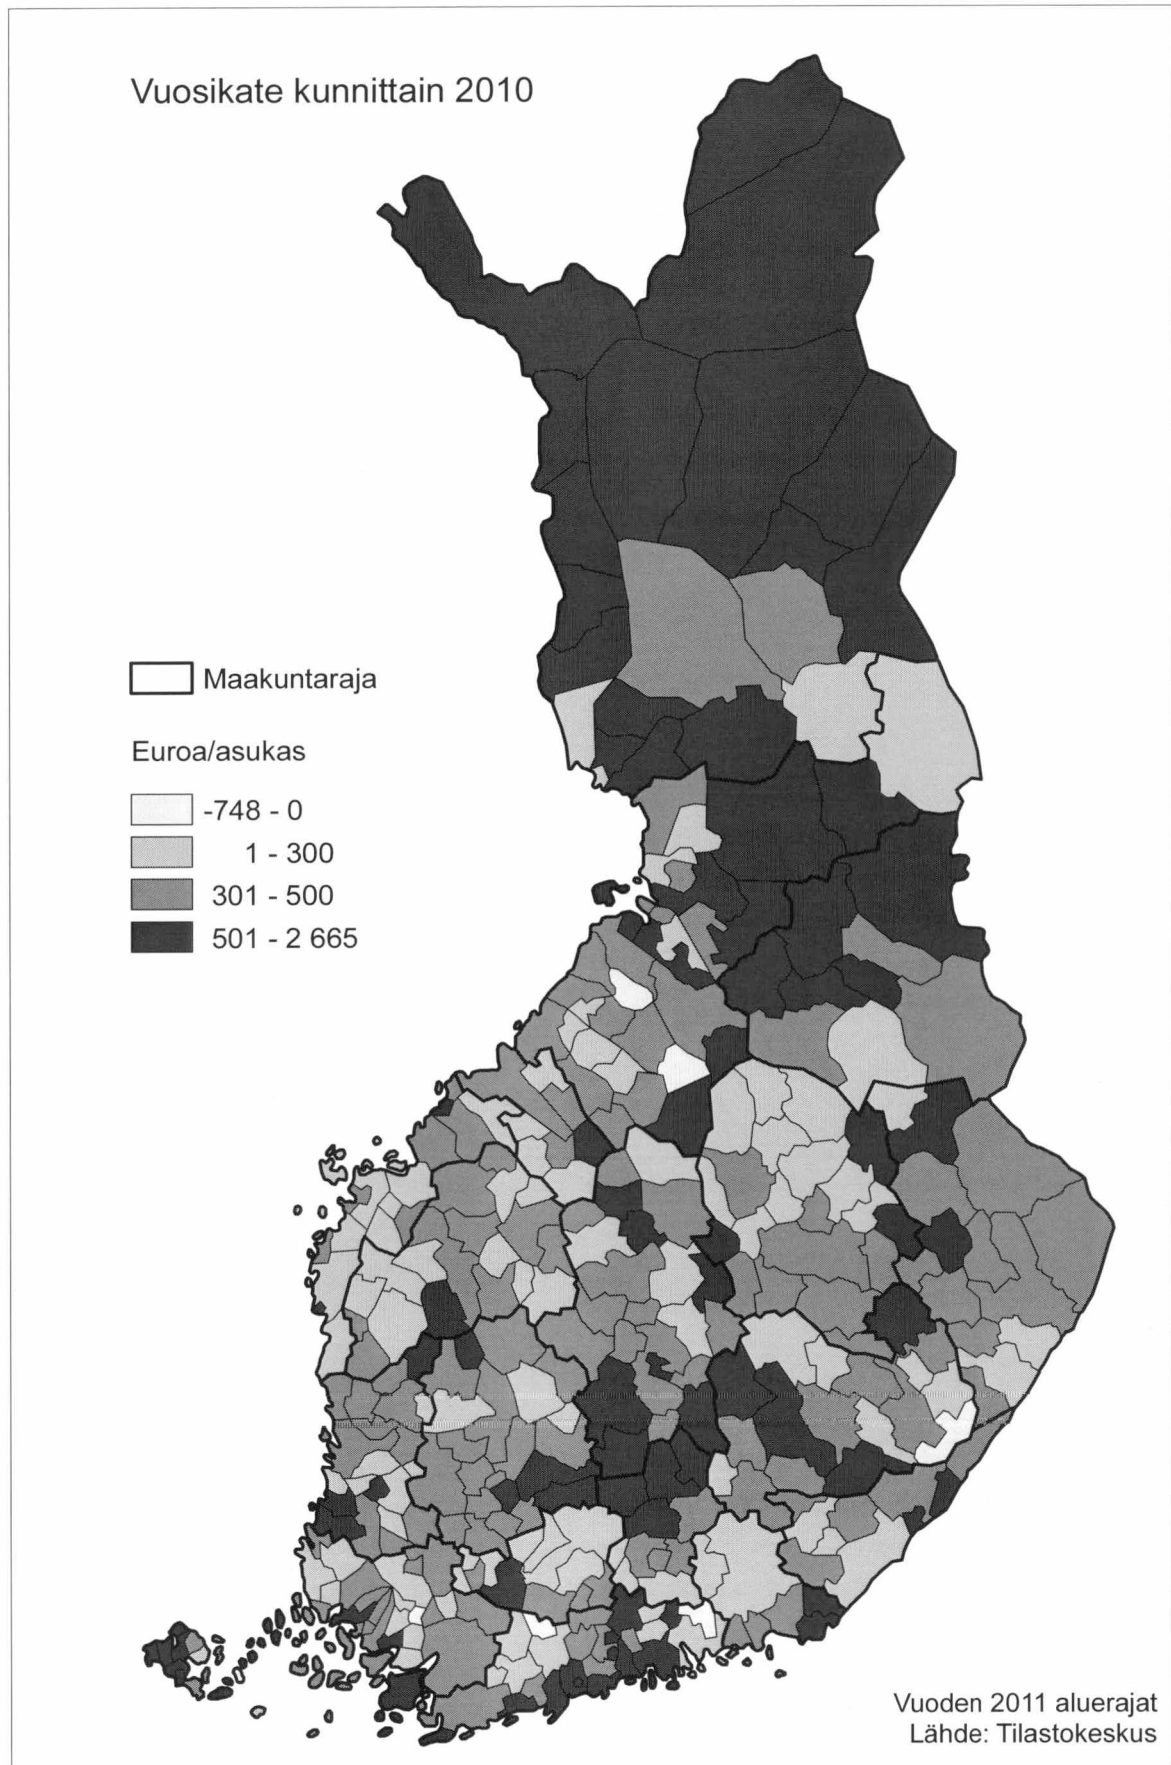 Vuosikate kunnittain 2010
Maakuntaraja
Euroa/asukas
-748 - 0
1 - 300
301 - 500
501 - 2 665
Vuoden 2011 aluerajat
Lähde: Tilastokeskus